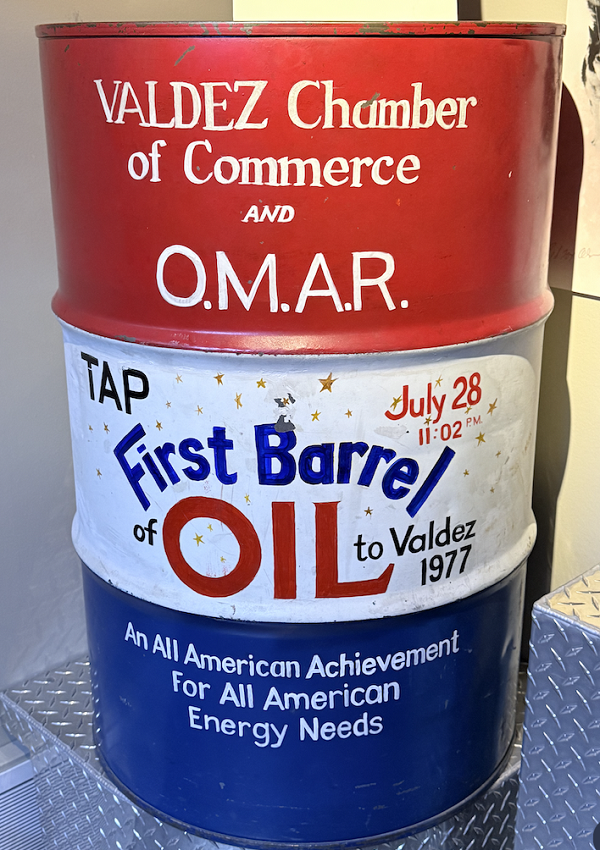 VALDEZ Chamber
of Commerce
AND
O.M.A.R.
TAP
July 28
11:02 P.M.
First Barrel
of OIL to Valdez
1977
An All American Achievement
For All American
Energy Needs